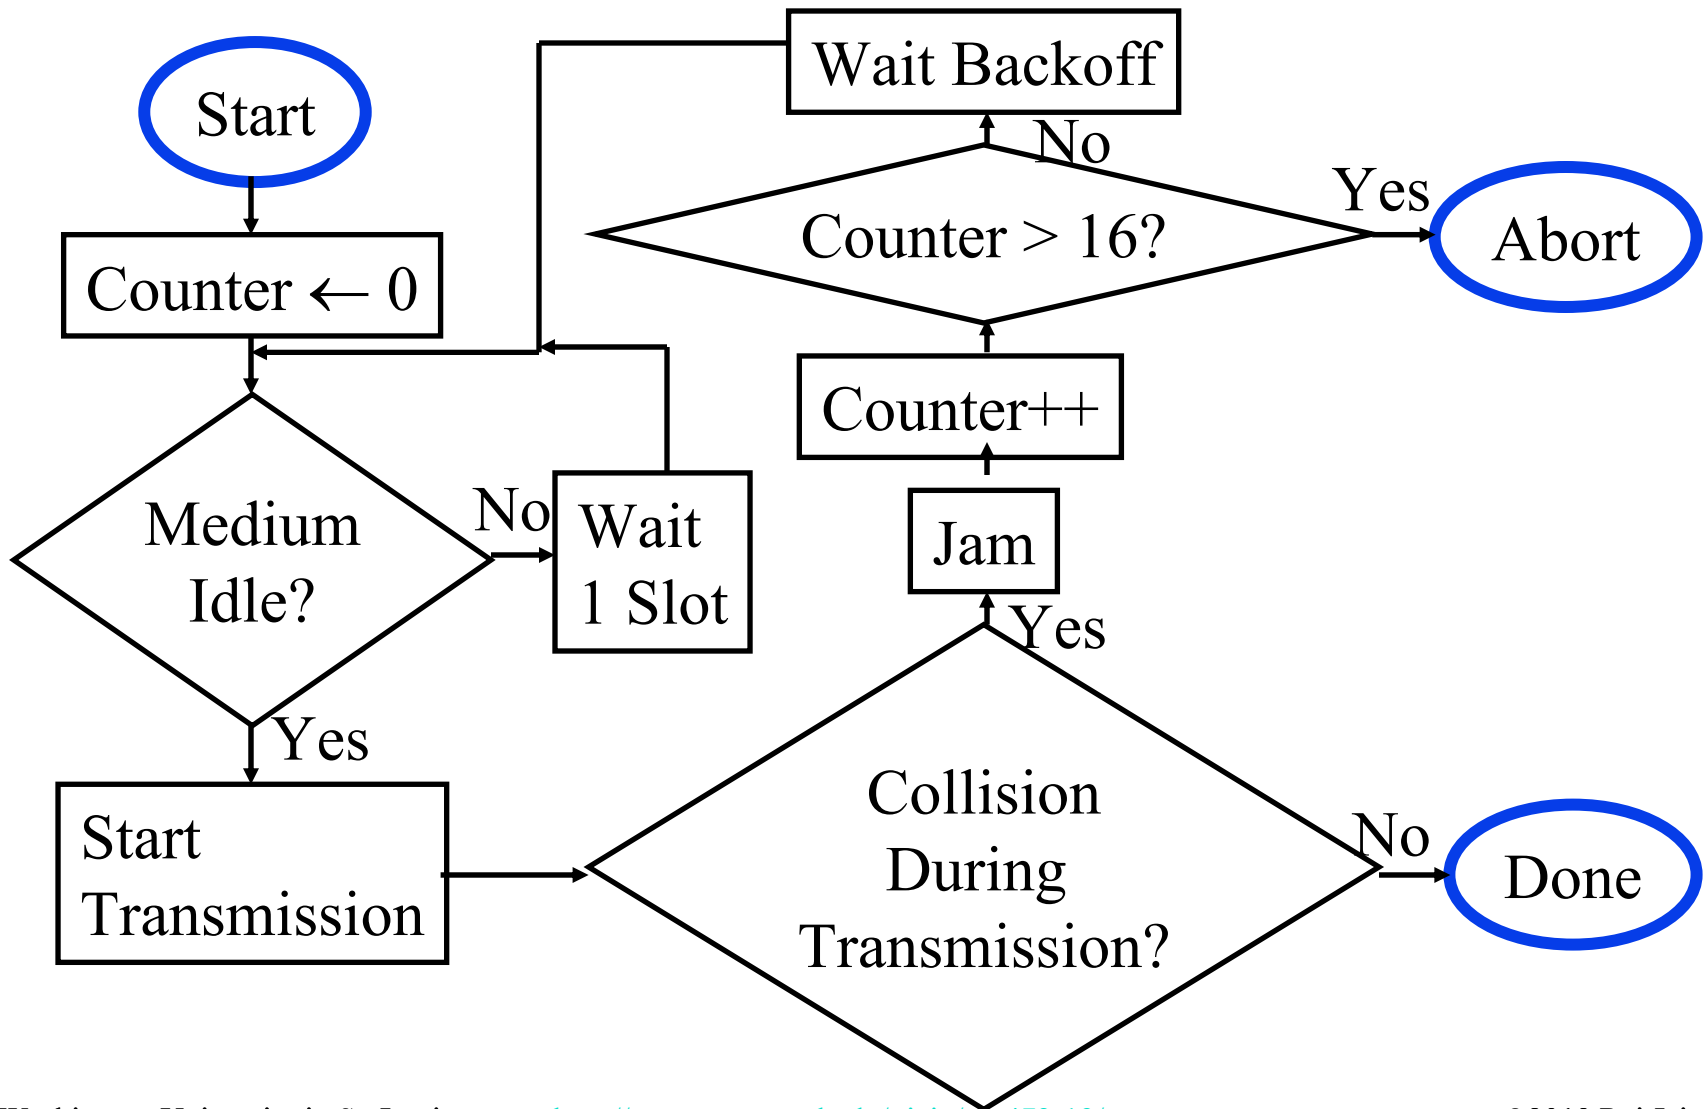 Start
Counter ← 0
Medium
Idle?
No
Wait
1 Slot
Yes
Start
Transmission
Collision
During
Transmission?
No
Done
Yes
Jam
Counter++
Counter > 16?
Yes
Abort
No
Wait Backoff